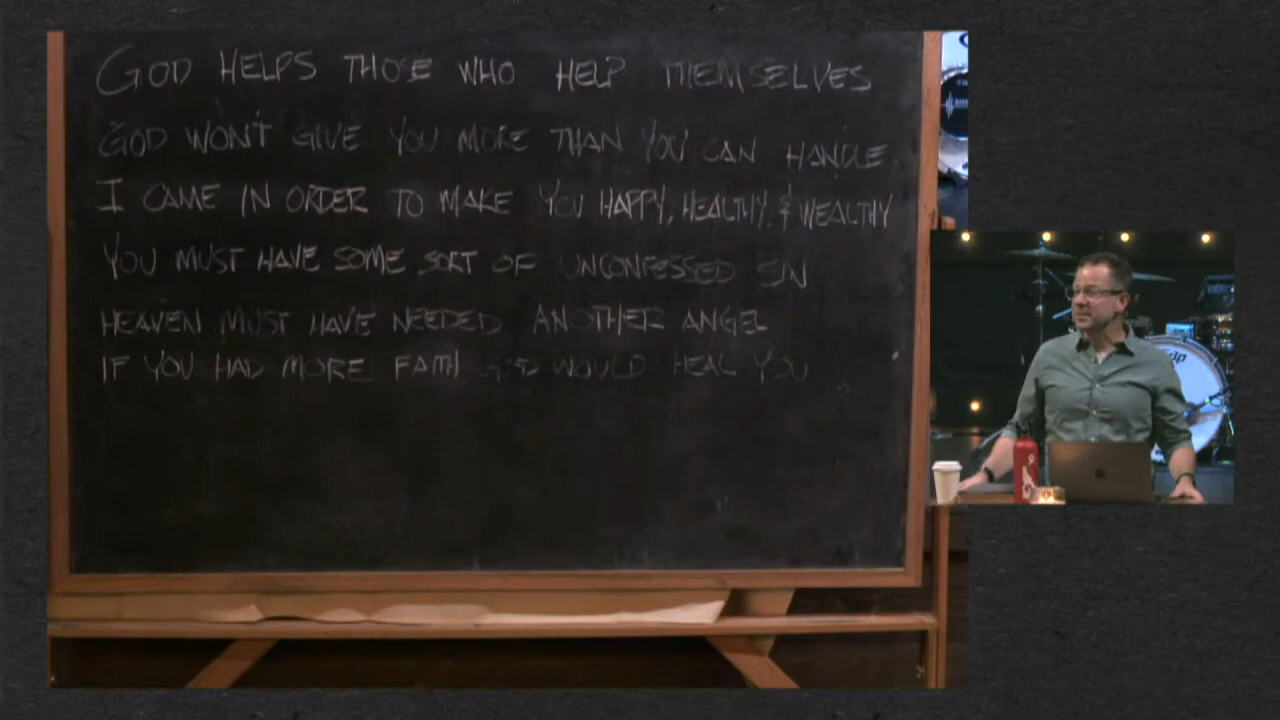 GOD HELPS THOSE WHO HELP THEMSELVES
GOD WON'T GIVE YOU MORE THAN YOU CAN HANDLE.
I CAME IN ORDER TO MAKE YOU HAPPY, HEALTHY, & WEALTHY
YOU MUST HAVE SOME SORT OF UNCONFESSED SIN
HEAVEN MUST HAVE NEEDED ANOTHER ANGEL
IF YOU HAD MORE FAITH GOD WOULD HEAL YOU